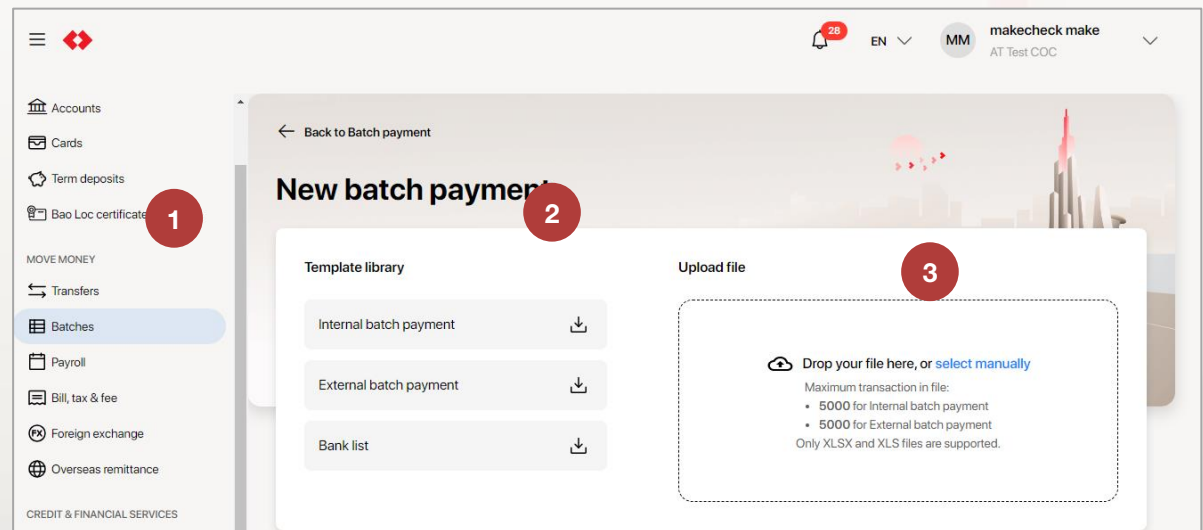 28
EN
MM
makecheck make
AT Test COC
Accounts
Cards
Term deposits
Bao Loc certificate
1
MOVE MONEY
Transfers
Batches
Payroll
Bill, tax & fee
FX Foreign exchange
Overseas remittance
CREDIT & FINANCIAL SERVICES
Back to Batch payment
New batch payment
2
Template library
Internal batch payment
External batch payment
Bank list
Upload file
3
Drop your file here, or select manually
Maximum transaction in file:
• 5000 for Internal batch payment
• 5000 for External batch payment
Only XLSX and XLS files are supported.